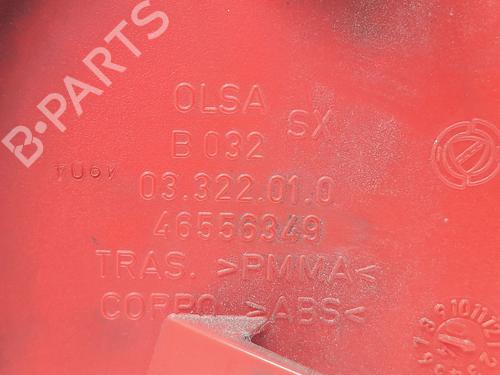 B-PARTS
OLSA SX
B 032
03.322.01.0
46556349
TRAS. >PMMA<
CORPO >ABS<